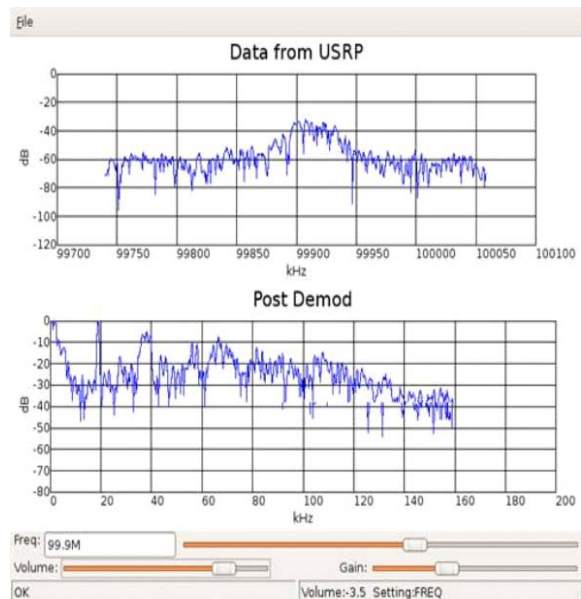 File
Data from USRP
0
-20
-40
-60
-80
-100
-120
dB
99700 99750 99800 99850 99900 99950 100000 100050 100100
kHz
Post Demod
0
-10
-20
-30
-40
-50
-60
-70
-80
dB
0 20 40 60 80 100 120 140 160 180 200
kHz
Freq: 99.9M
Volume: Gain:
OK Volume:-3.5 Setting:FREQ